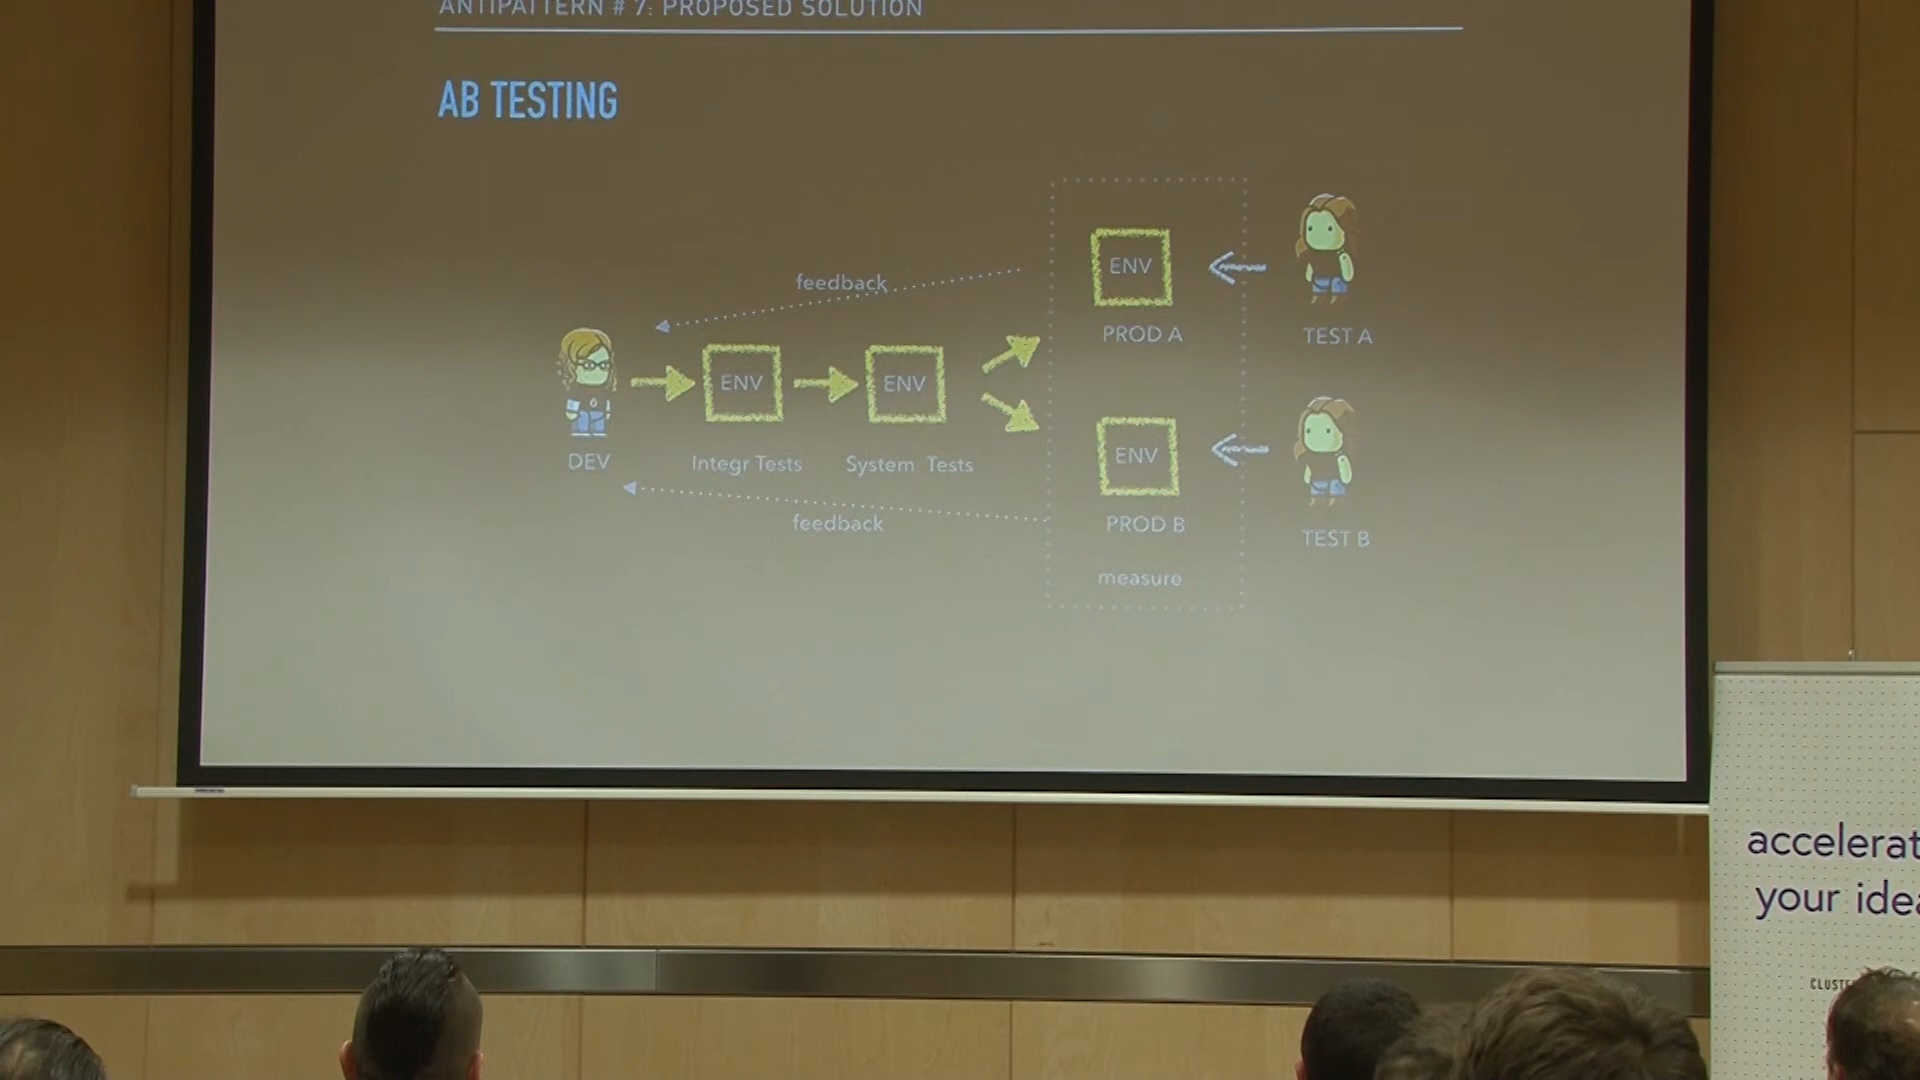 ANTIPATTERN # 7: PROPOSED SOLUTION
AB TESTING
feedback
ENV
PROD A
TEST A
DEV
ENV
Integr Tests
ENV
System Tests
feedback
ENV
PROD B
TEST B
measure
accelerat
your idea
CLUSTE